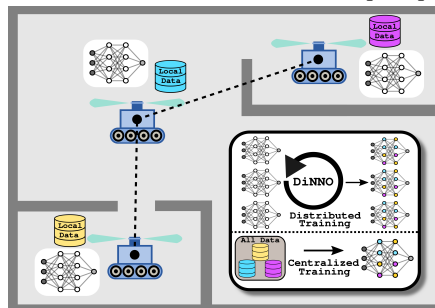 Local
Data
Local
Data
Local
Data
DiNNO
Distributed
Training
All Data
Centralized
Training